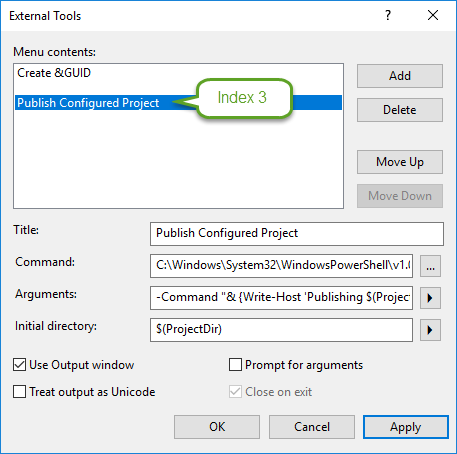 External Tools
?
Menu contents:
Create &GUID
Publish Configured Project
Index 3
Add
Delete
Move Up
Move Down
Title:
Publish Configured Project
Command:
C:\Windows\System32\WindowsPowerShell\v1.0
...
Arguments:
-Command "& {Write-Host 'Publishing $(Project
Initial directory:
$(ProjectDir)
Use Output window
Prompt for arguments
Treat output as Unicode
Close on exit
OK
Cancel
Apply